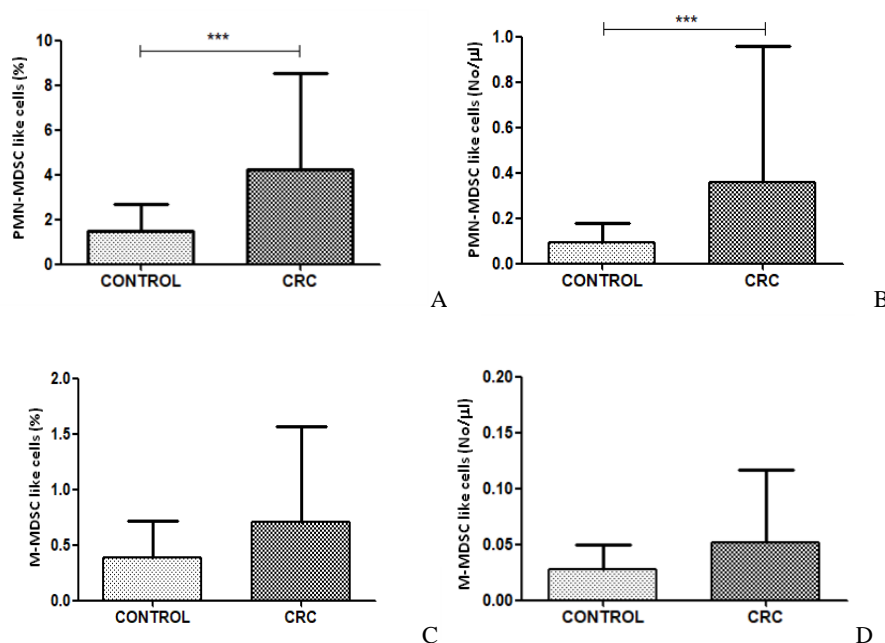 ***
PMN-MDSC like cells (%)
10
8
6
4
2
0
CONTROL
CRC
A
***
PMN-MDSC like cells (No/µl)
1.0
0.8
0.6
0.4
0.2
0.0
CONTROL
CRC
B
M-MDSC like cells (%)
2.0
1.5
1.0
0.5
0.0
CONTROL
CRC
C
M-MDSC like cells (No/µl)
0.20
0.15
0.10
0.05
0.00
CONTROL
CRC
D